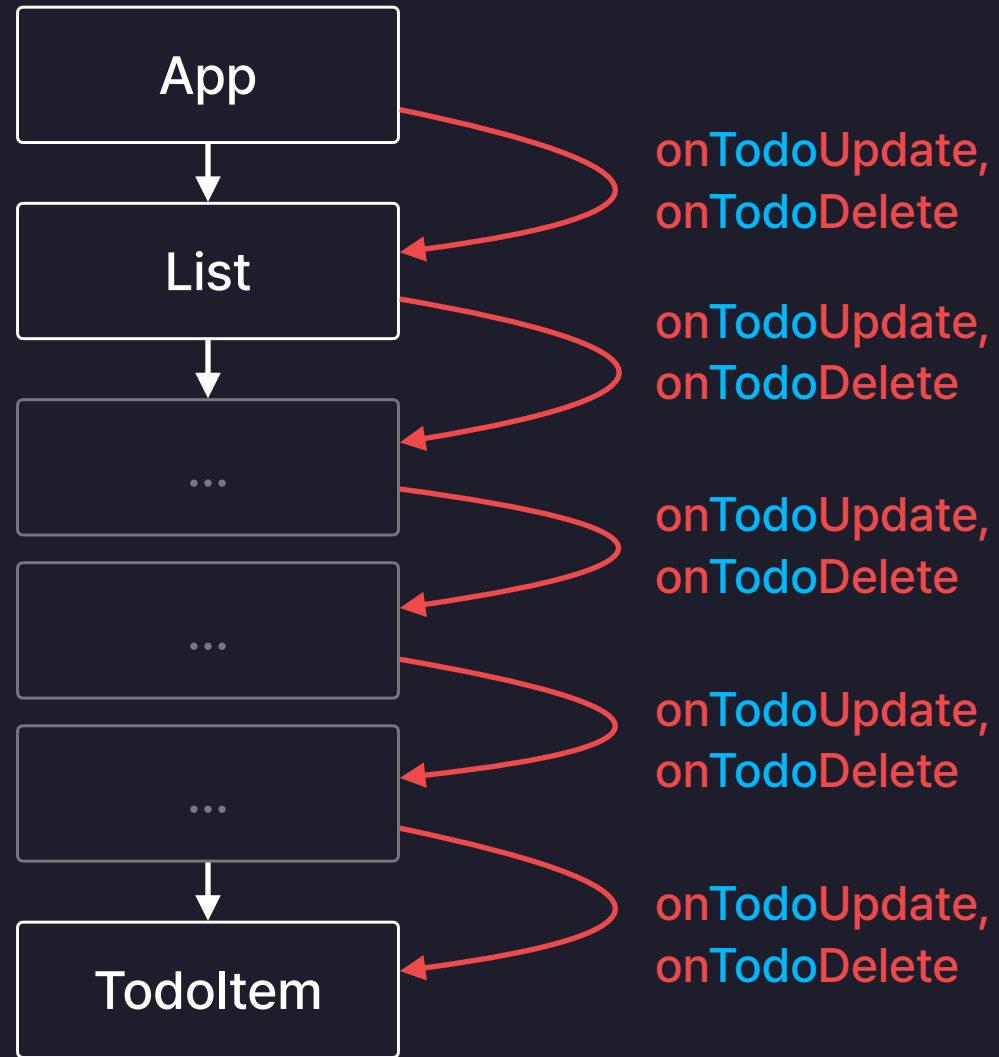 App
onTodoUpdate,
onTodoDelete
List
onTodoUpdate,
onTodoDelete
...
onTodoUpdate,
onTodoDelete
...
onTodoUpdate,
onTodoDelete
...
onTodoUpdate,
onTodoDelete
TodoItem